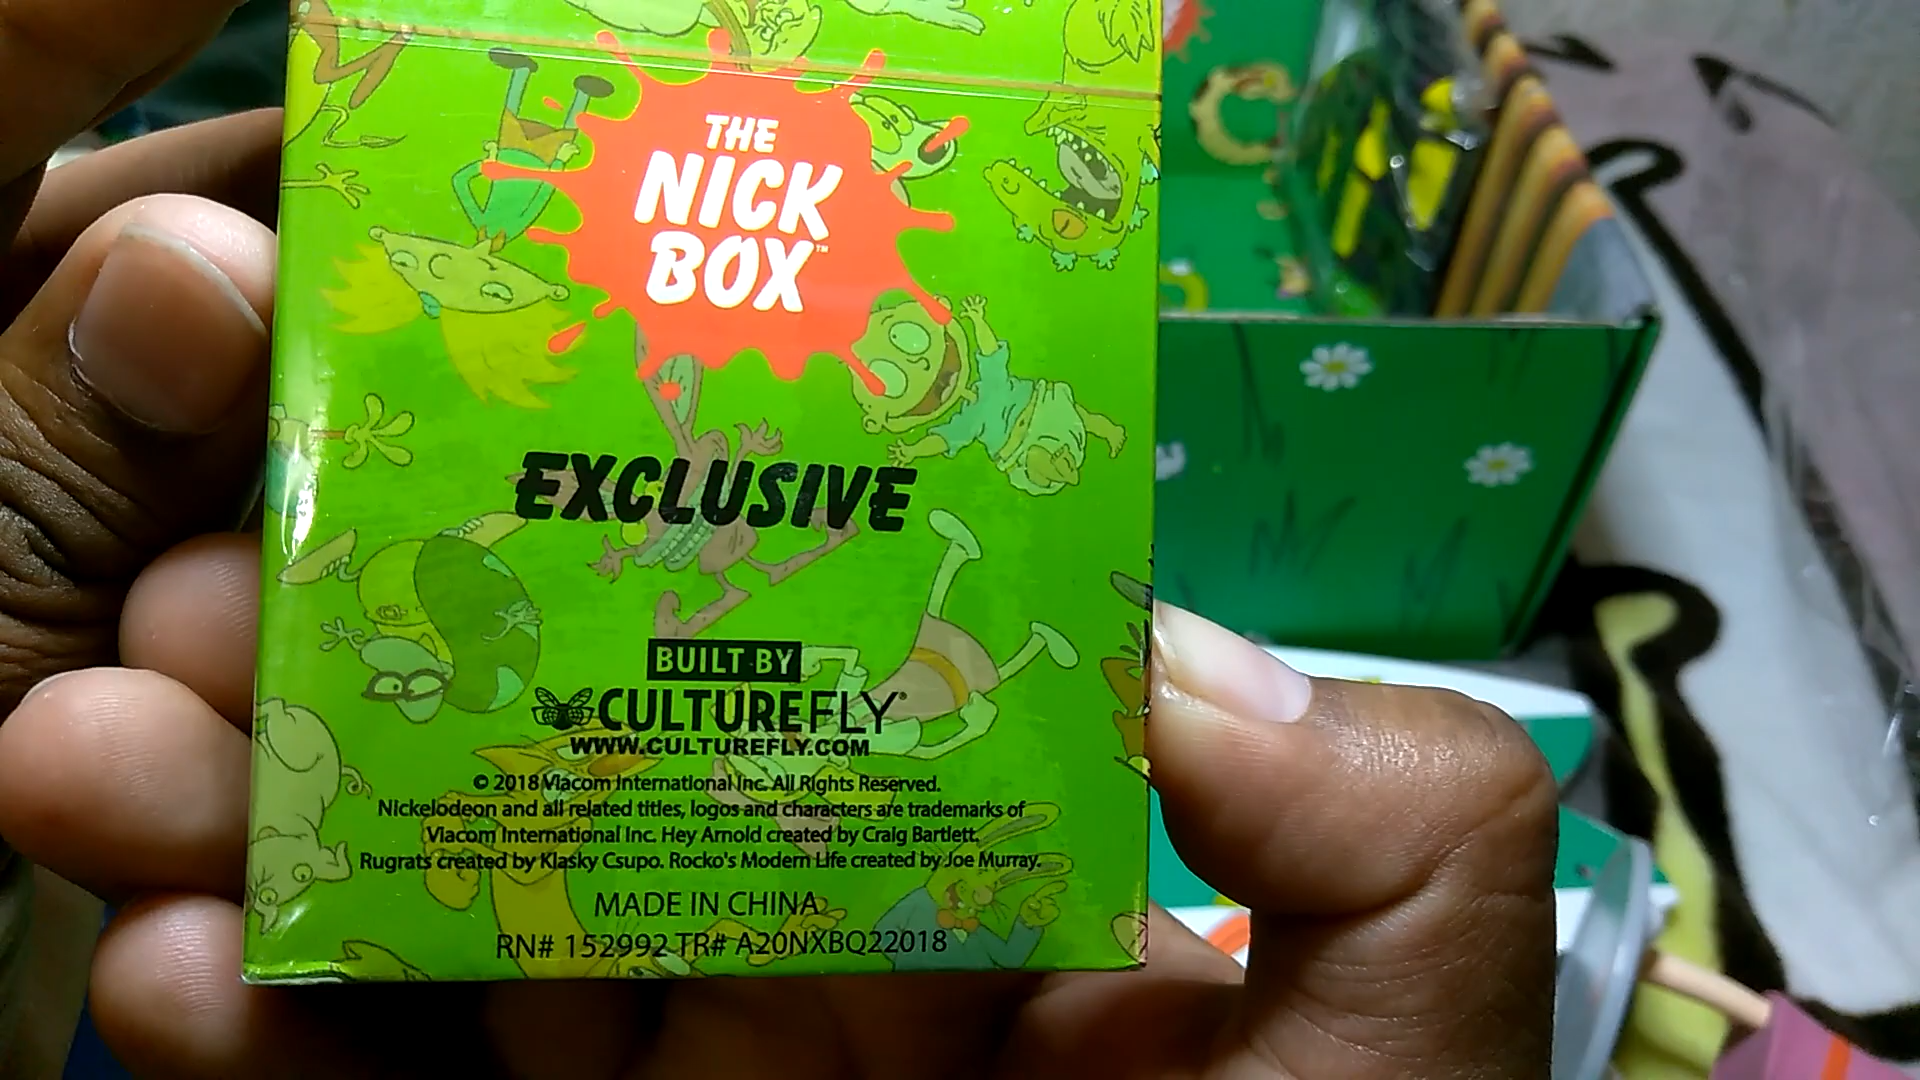 THE
NICK
BOX™
EXCLUSIVE
BUILT BY
CULTUREFLY®
WWW.CULTUREFLY.COM
© 2018 Viacom International Inc. All Rights Reserved.
Nickelodeon and all related titles, logos and characters are trademarks of
Viacom International Inc. Hey Arnold created by Craig Bartlett.
Rugrats created by Klasky Csupo. Rocko's Modern Life created by Joe Murray.
MADE IN CHINA
RN# 152992 TR# A20NXBQ22018